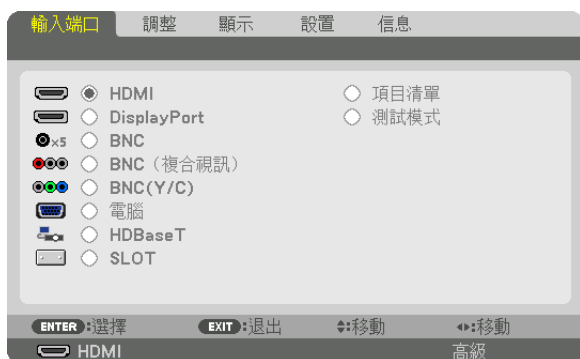 輸入端口 調整 顯示 設置 信息
HDMI 項目清單
DisplayPort 測試模式
×5 BNC
BNC（複合視訊）
BNC(Y/C)
電腦
HDBaseT
SLOT
ENTER:選擇 EXIT:退出 :移動 :移動
HDMI 高級